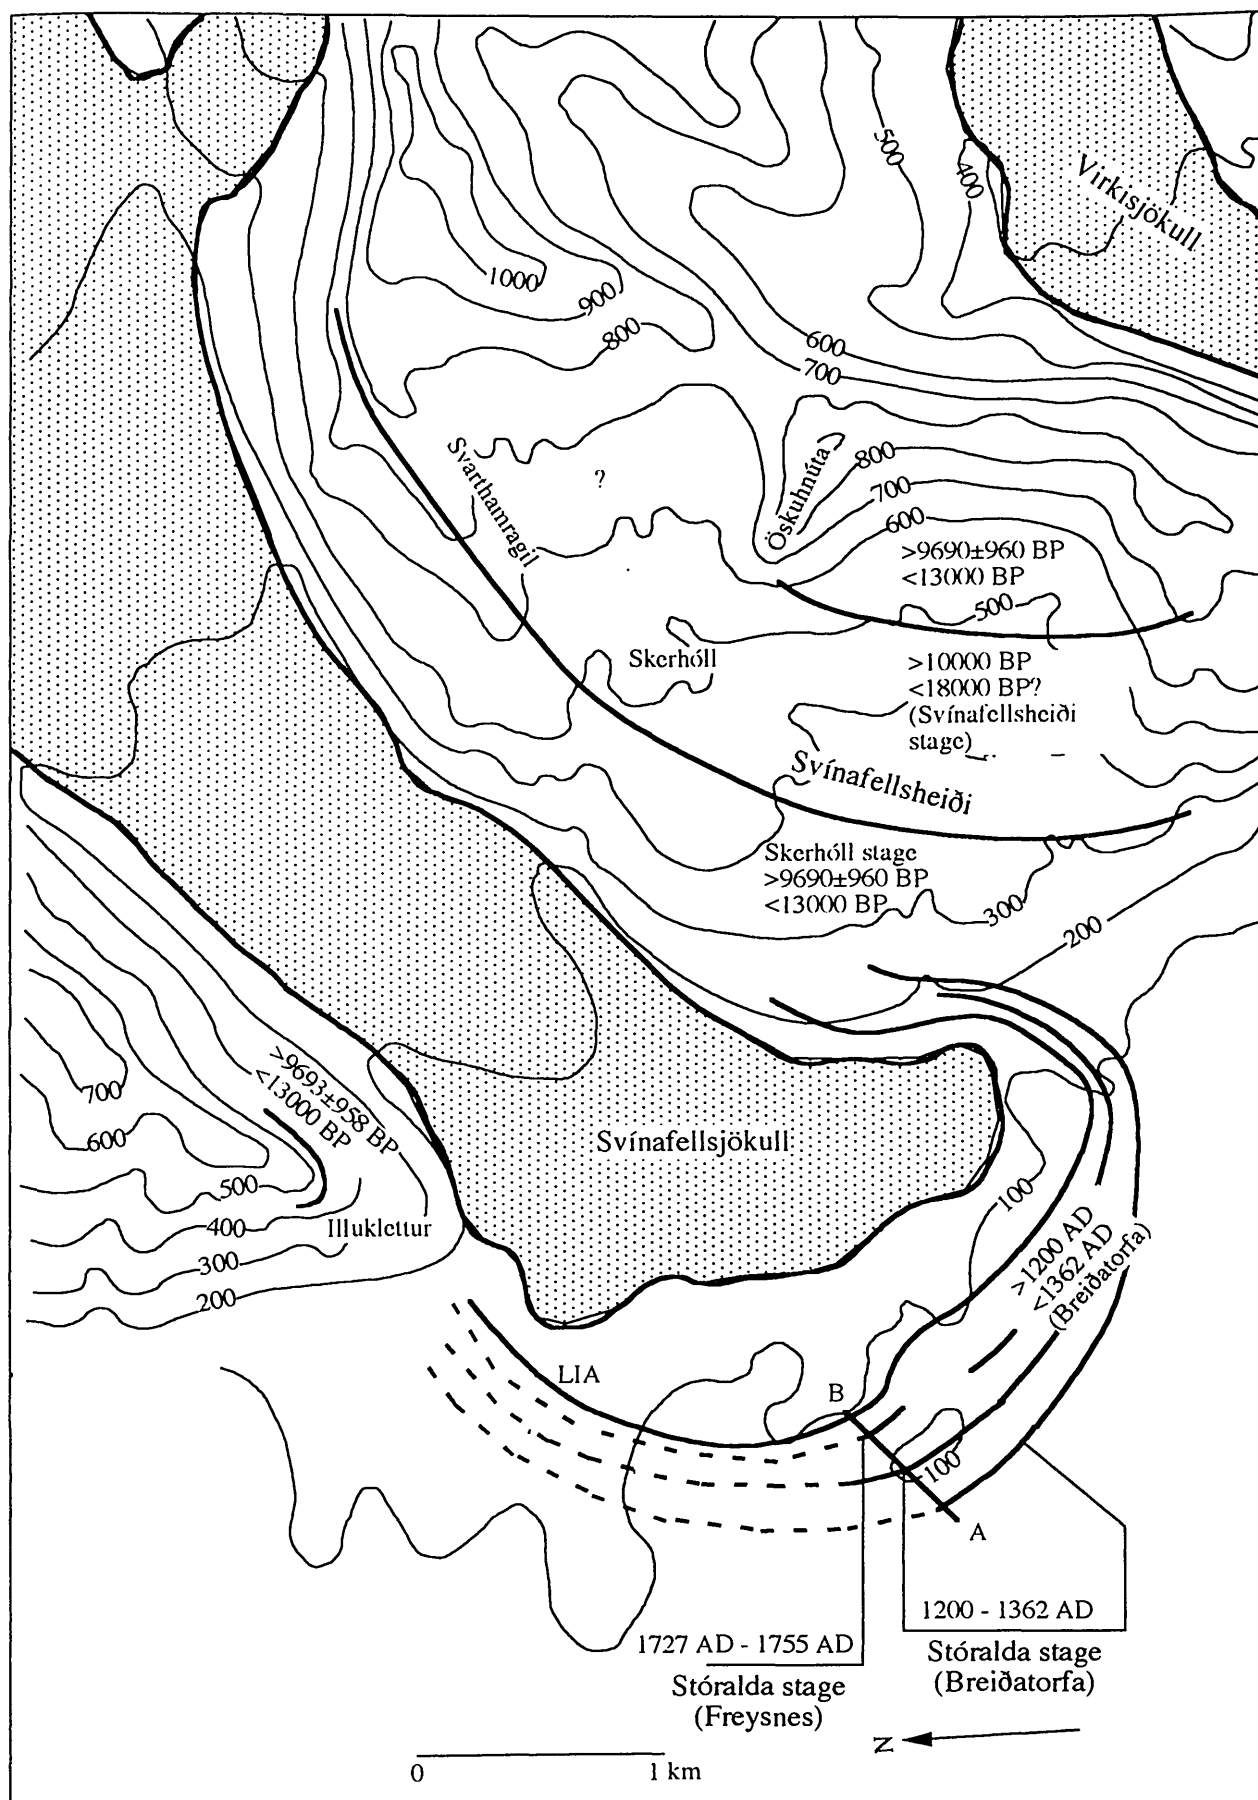 500
400
Virkisjökull
1000
900
800
600
700
Svarthamragil
?
Öskuhnúta
800
700
600
>9690±960 BP
<13000 BP
500
Skerhóll
>10000 BP
<18000 BP?
(Svínafellsheiði
stage)
Svínafellsheiði
Skerhóll stage
>9690±960 BP
<13000 BP
300
200
>9693±958 BP
<13000 BP
700
600
500
400
300
200
Illuklettur
Svínafellsjökull
100
>1200 AD
<1362 AD
(Breiðatorfa)
LIA
B
100
A
1200 - 1362 AD
Stóralda stage
(Breiðatorfa)
1727 AD - 1755 AD
Stóralda stage
(Freysnes)
N
0
1 km